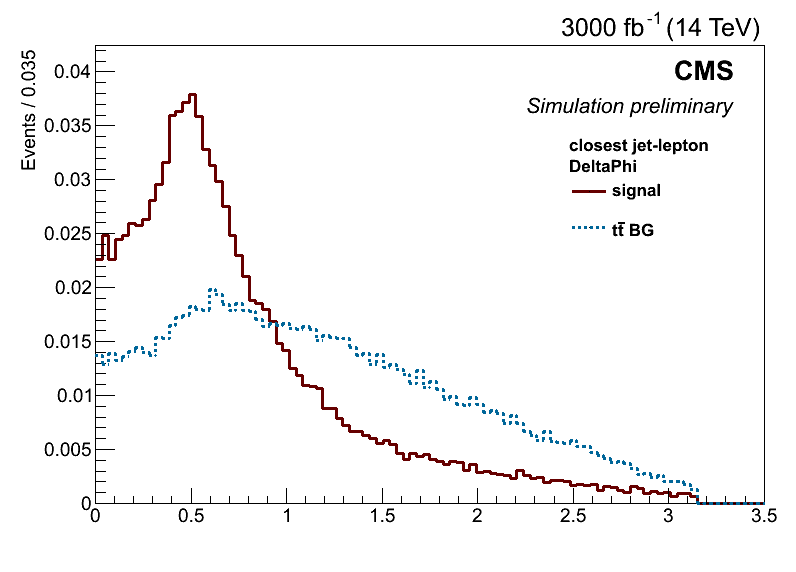 3000 fb⁻¹ (14 TeV)
Events / 0.035
0.04
0.035
0.03
0.025
0.02
0.015
0.01
0.005
0
CMS
Simulation preliminary
closest jet-lepton
DeltaPhi
signal
tt̄ BG
0 0.5 1 1.5 2 2.5 3 3.5